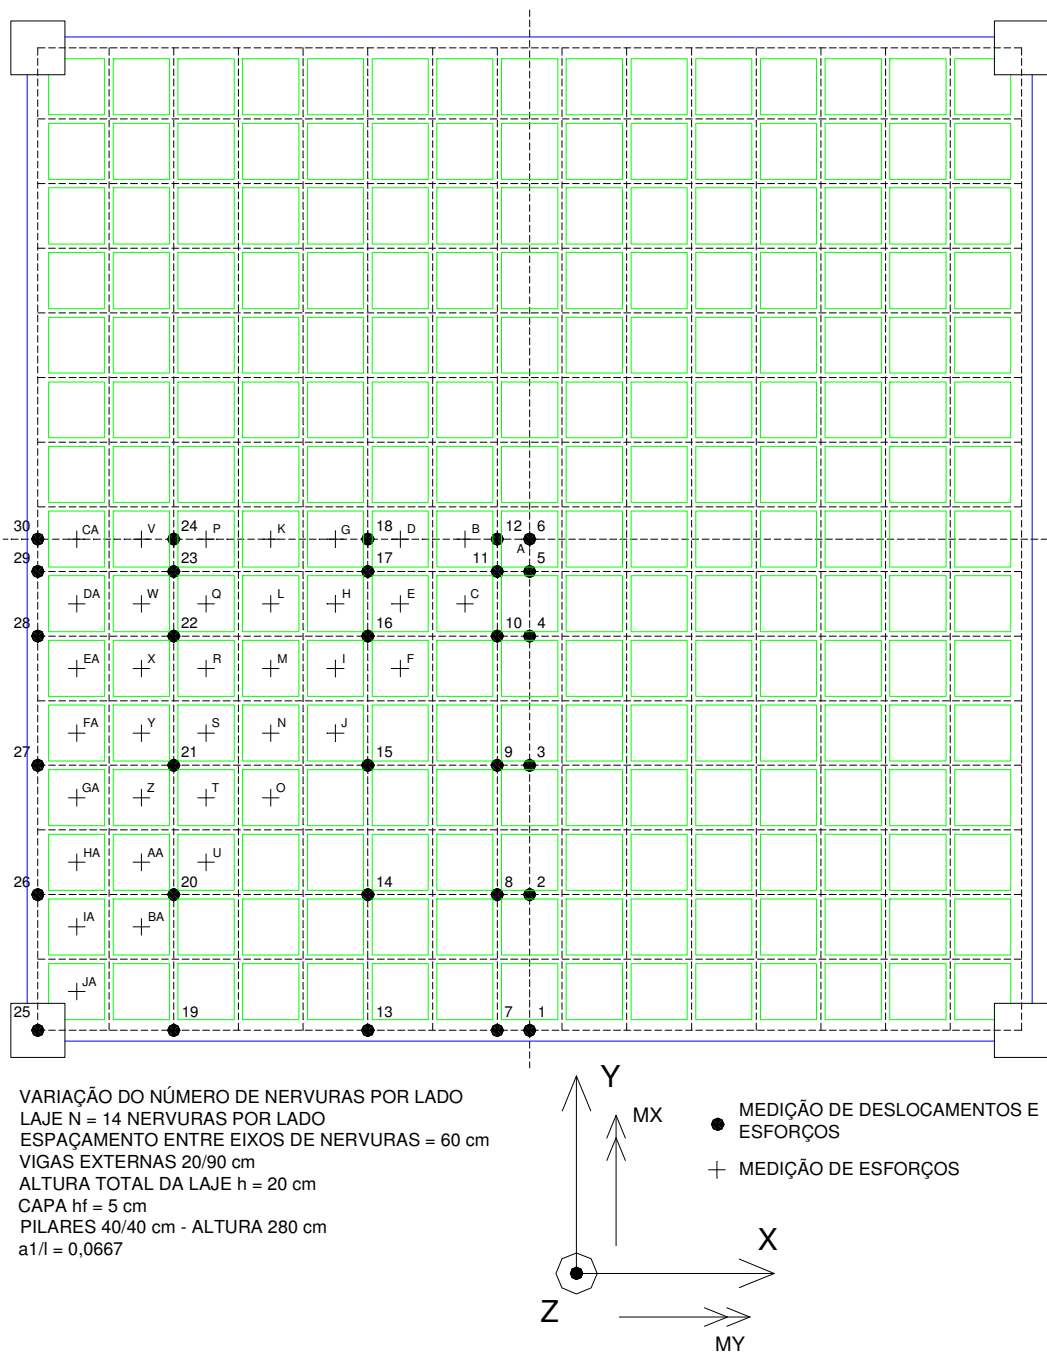 30 CA V 24 P K G 18 D B 12 6
A
29 23 17 11 5
DA W Q L H E C
28 22 16 10 4
EA X R M I F
FA Y S N J
27 21 15 9 3
GA Z T O
HA AA U
26 20 14 8 2
IA BA
JA
25 19 13 7 1
VARIAÇÃO DO NÚMERO DE NERVURAS POR LADO
LAJE N = 14 NERVURAS POR LADO
ESPAÇAMENTO ENTRE EIXOS DE NERVURAS = 60 cm
VIGAS EXTERNAS 20/90 cm
ALTURA TOTAL DA LAJE h = 20 cm
CAPA hf = 5 cm
PILARES 40/40 cm - ALTURA 280 cm
a1/l = 0,0667
Y
MX
X
Z
MY
MEDIÇÃO DE DESLOCAMENTOS E
ESFORÇOS
MEDIÇÃO DE ESFORÇOS